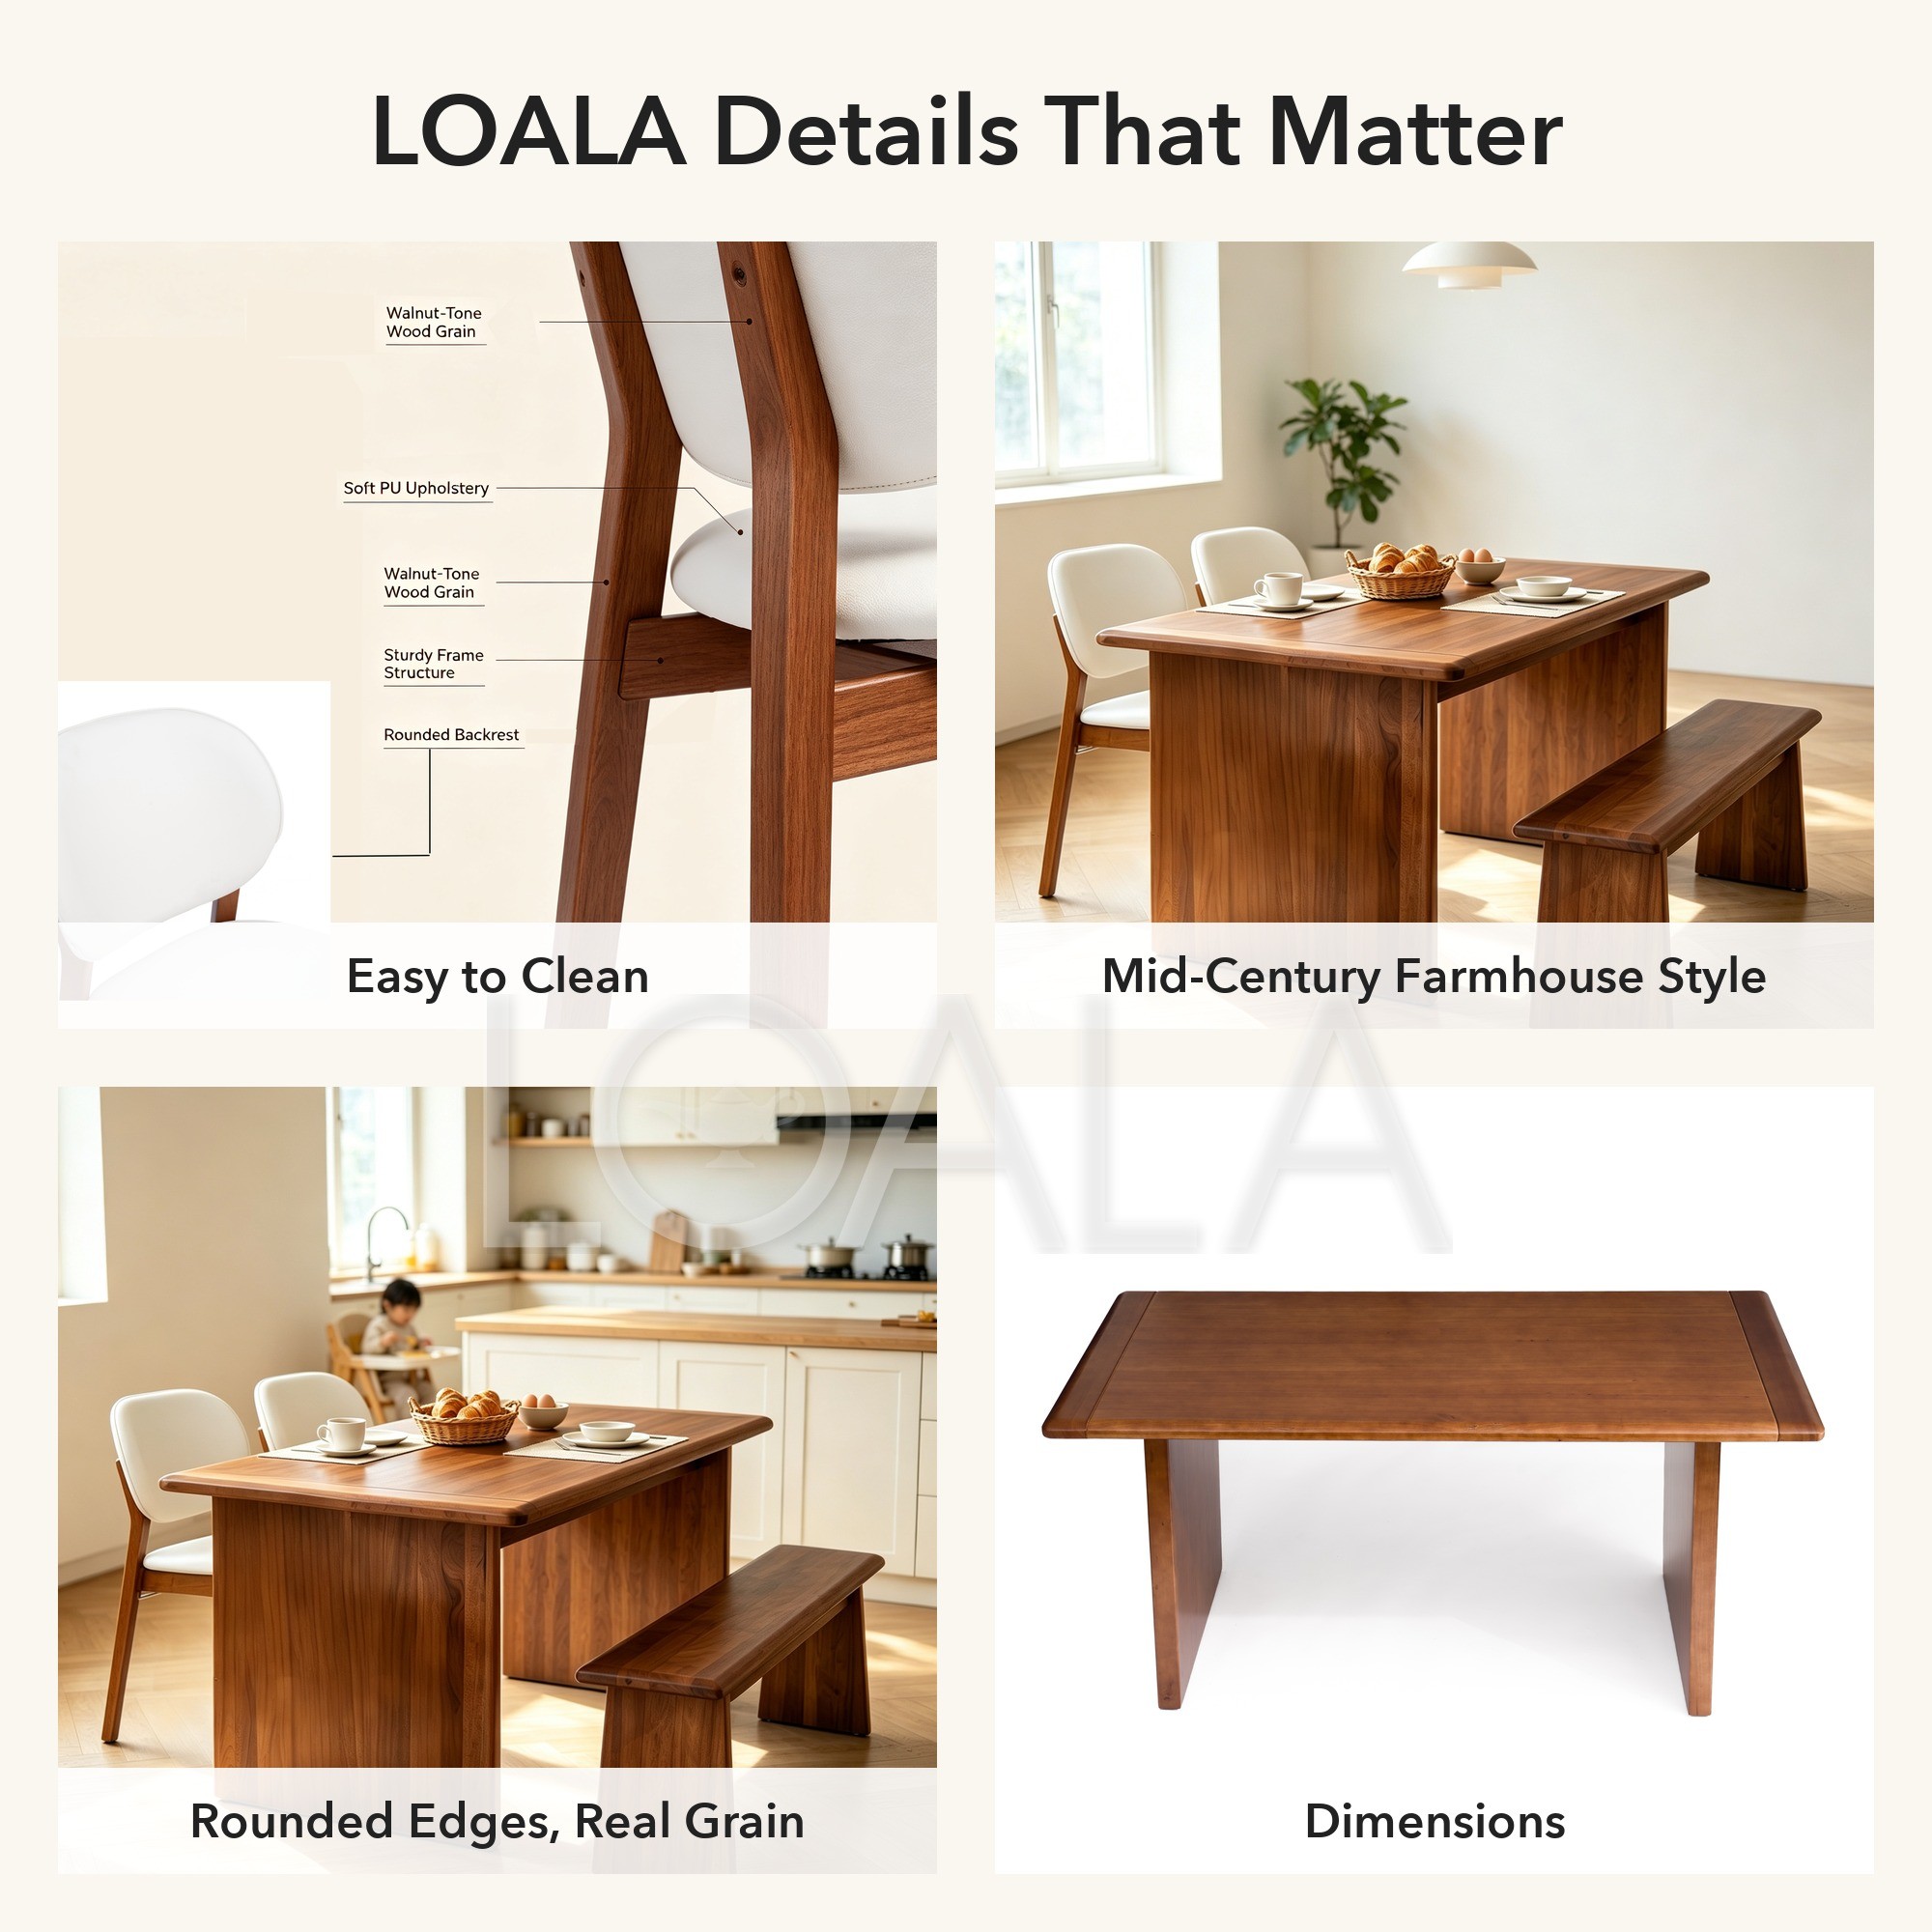 LOALA Details That Matter
Walnut-Tone
Wood Grain
Soft PU Upholstery
Walnut-Tone
Wood Grain
Sturdy Frame
Structure
Rounded Backrest
Easy to Clean
Mid-Century Farmhouse Style
LOALA
Rounded Edges, Real Grain
Dimensions